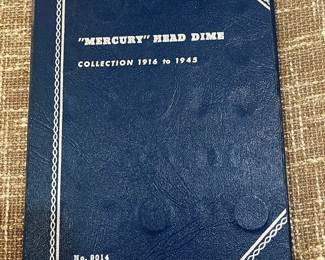 "MERCURY" HEAD DIME
COLLECTION 1916 to 1945
No. 9014